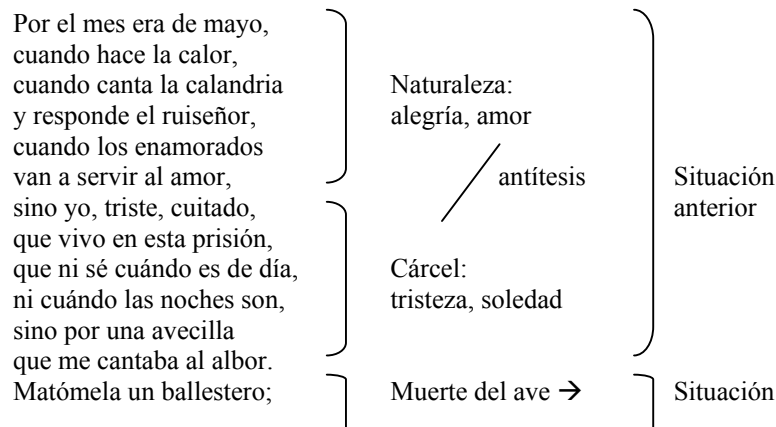 Por el mes era de mayo,
cuando hace la calor,
cuando canta la calandria
y responde el ruiseñor,
cuando los enamorados
van a servir al amor,
sino yo, triste, cuitado,
que vivo en esta prisión,
que ni sé cuándo es de día,
ni cuándo las noches son,
sino por una avecilla
que me cantaba al albor.
Matómela un ballestero;
Naturaleza:
alegría, amor
antítesis
Cárcel:
tristeza, soledad
Muerte del ave →
Situación
anterior
Situación